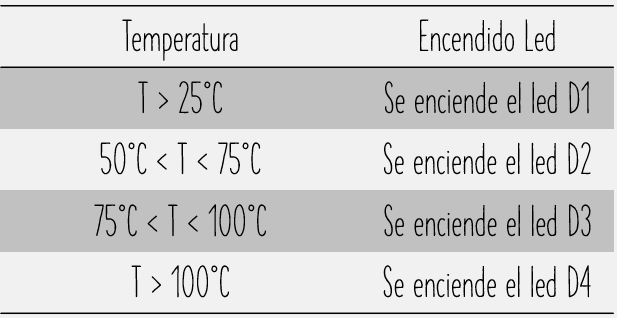 Temperatura Encendido Led
T > 25°C Se enciende el led D1
50°C < T < 75°C Se enciende el led D2
75°C < T < 100°C Se enciende el led D3
T > 100°C Se enciende el led D4